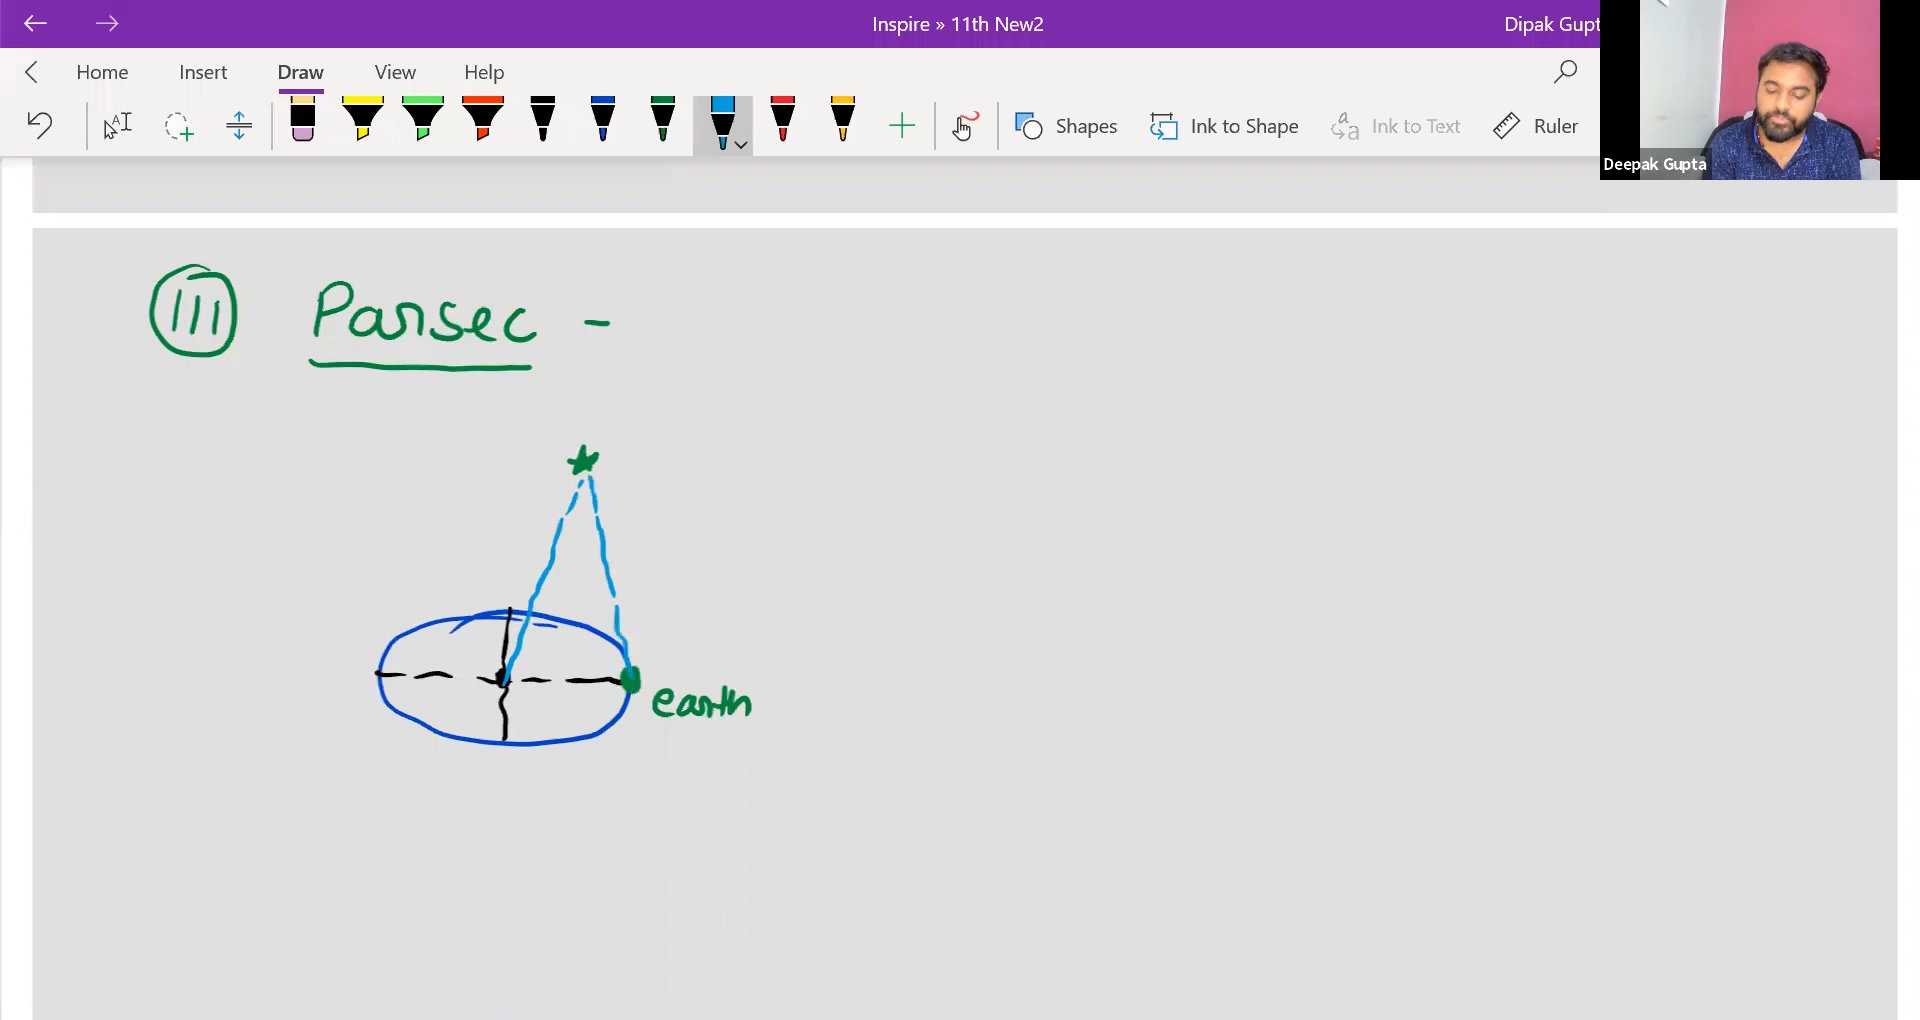 Inspire » 11th New2
Dipak Gupt
Home Insert Draw View Help
Shapes Ink to Shape Ink to Text Ruler
Deepak Gupta
III Parsec -
earth